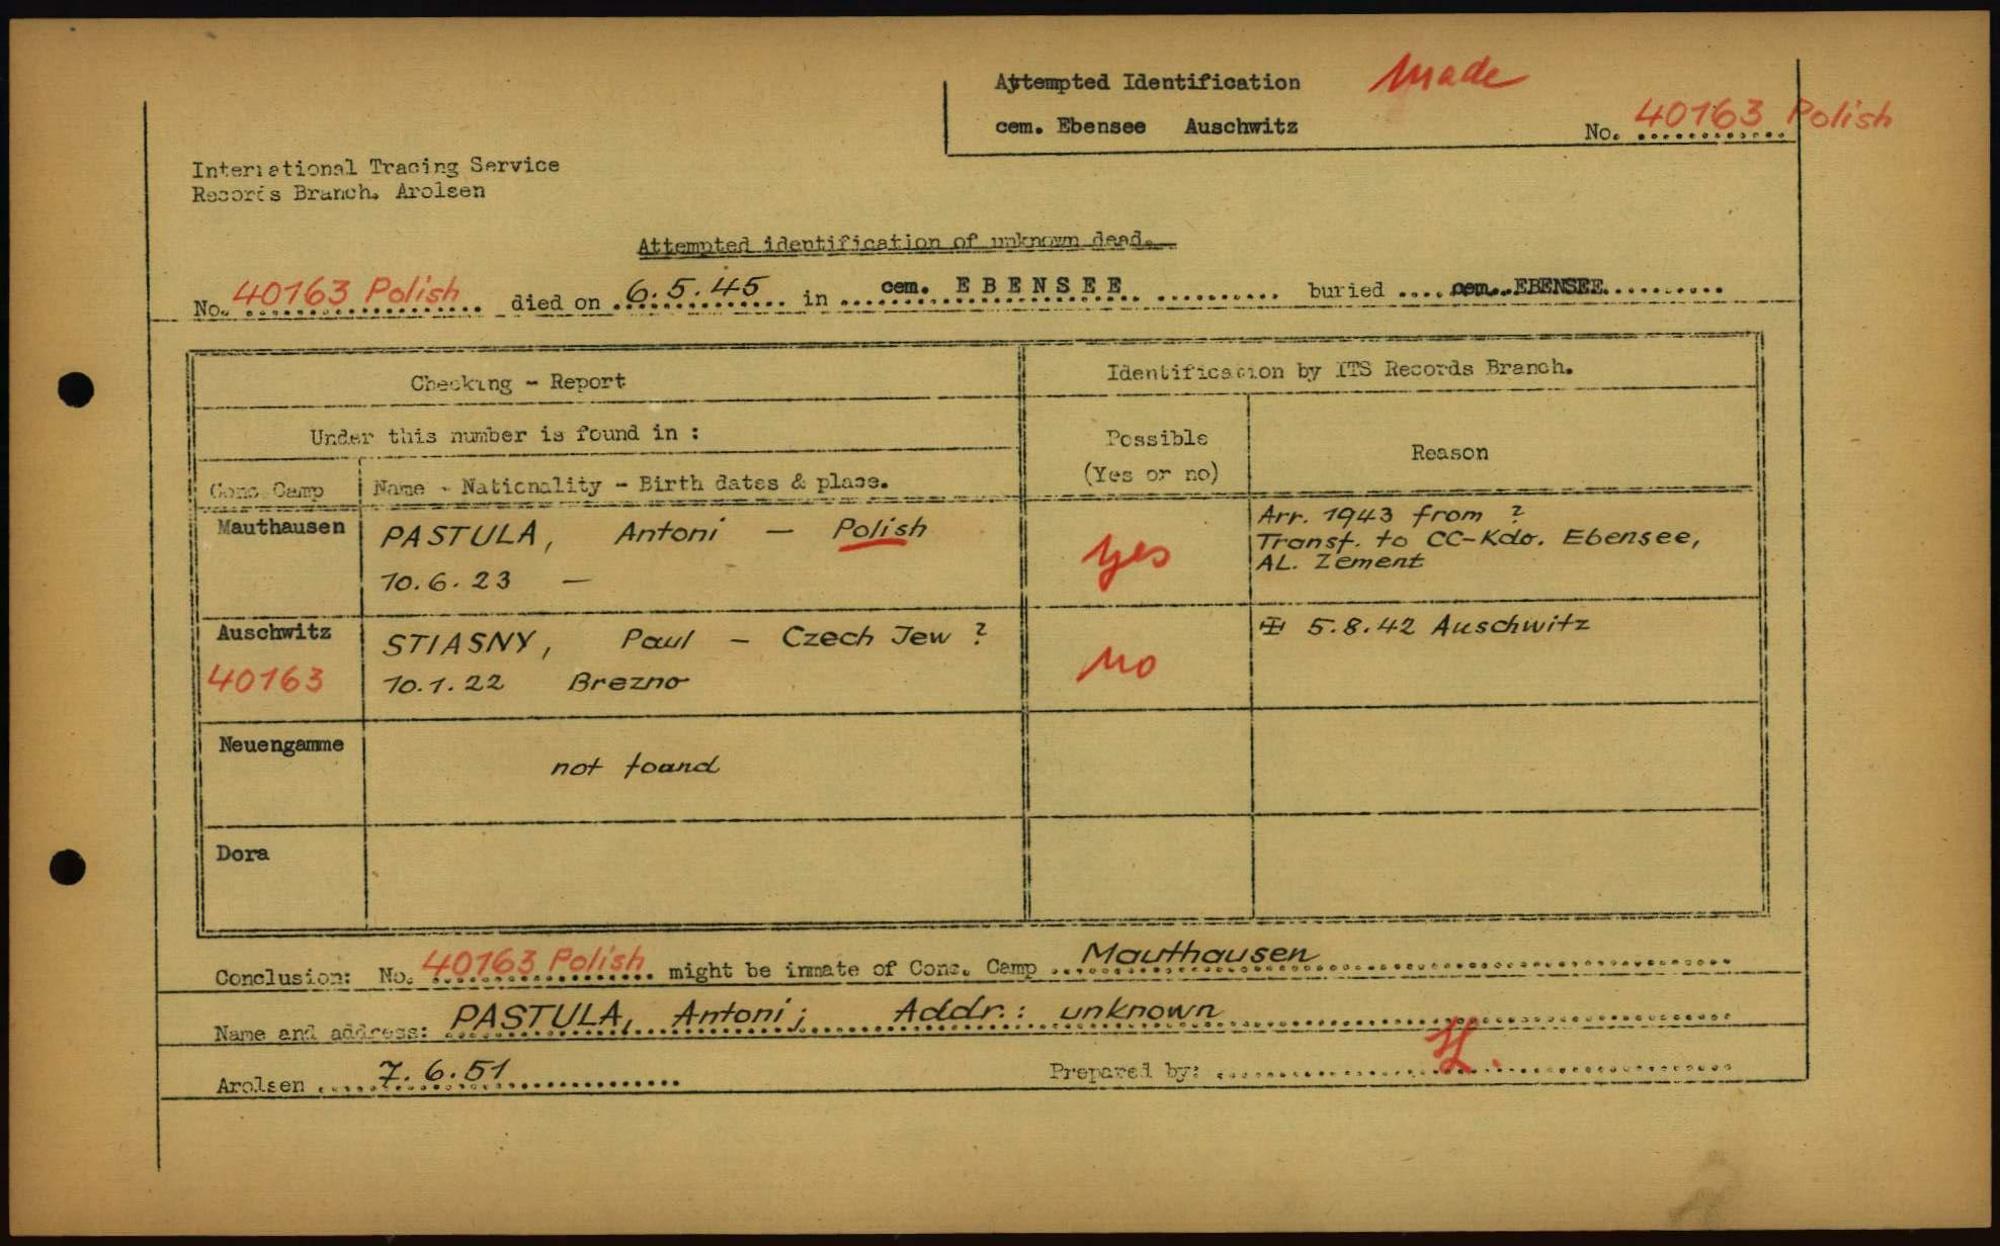 Attempted Identification made
cem. Ebensee Auschwitz No. 40163 Polish
International Tracing Service
Records Branch. Arolsen
Attempted identification of unknown dead.
No. 40163 Polish died on 6.5.45 in cem. EBENSEE buried cem. EBENSEE
Checking - Report
Identification by ITS Records Branch.
Under this number is found in :
Possible
(Yes or no)
Reason
Conc. Camp Name - Nationality - Birth dates & place.
Mauthausen PASTULA, Antoni — Polish
10.6.23 —
yes
Arr. 1943 from ?
Transf. to CC-Kdo. Ebensee,
AL. Zement
Auschwitz STIASNY, Paul — Czech Jew ?
40163 10.1.22 Brezno
no
5.8.42 Auschwitz
Neuengamme not found
Dora
Conclusion: No. 40163 Polish might be inmate of Conc. Camp Mauthausen
Name and address: PASTULA, Antoni; Addr.: unknown
Arolsen 7.6.51 Prepared by: